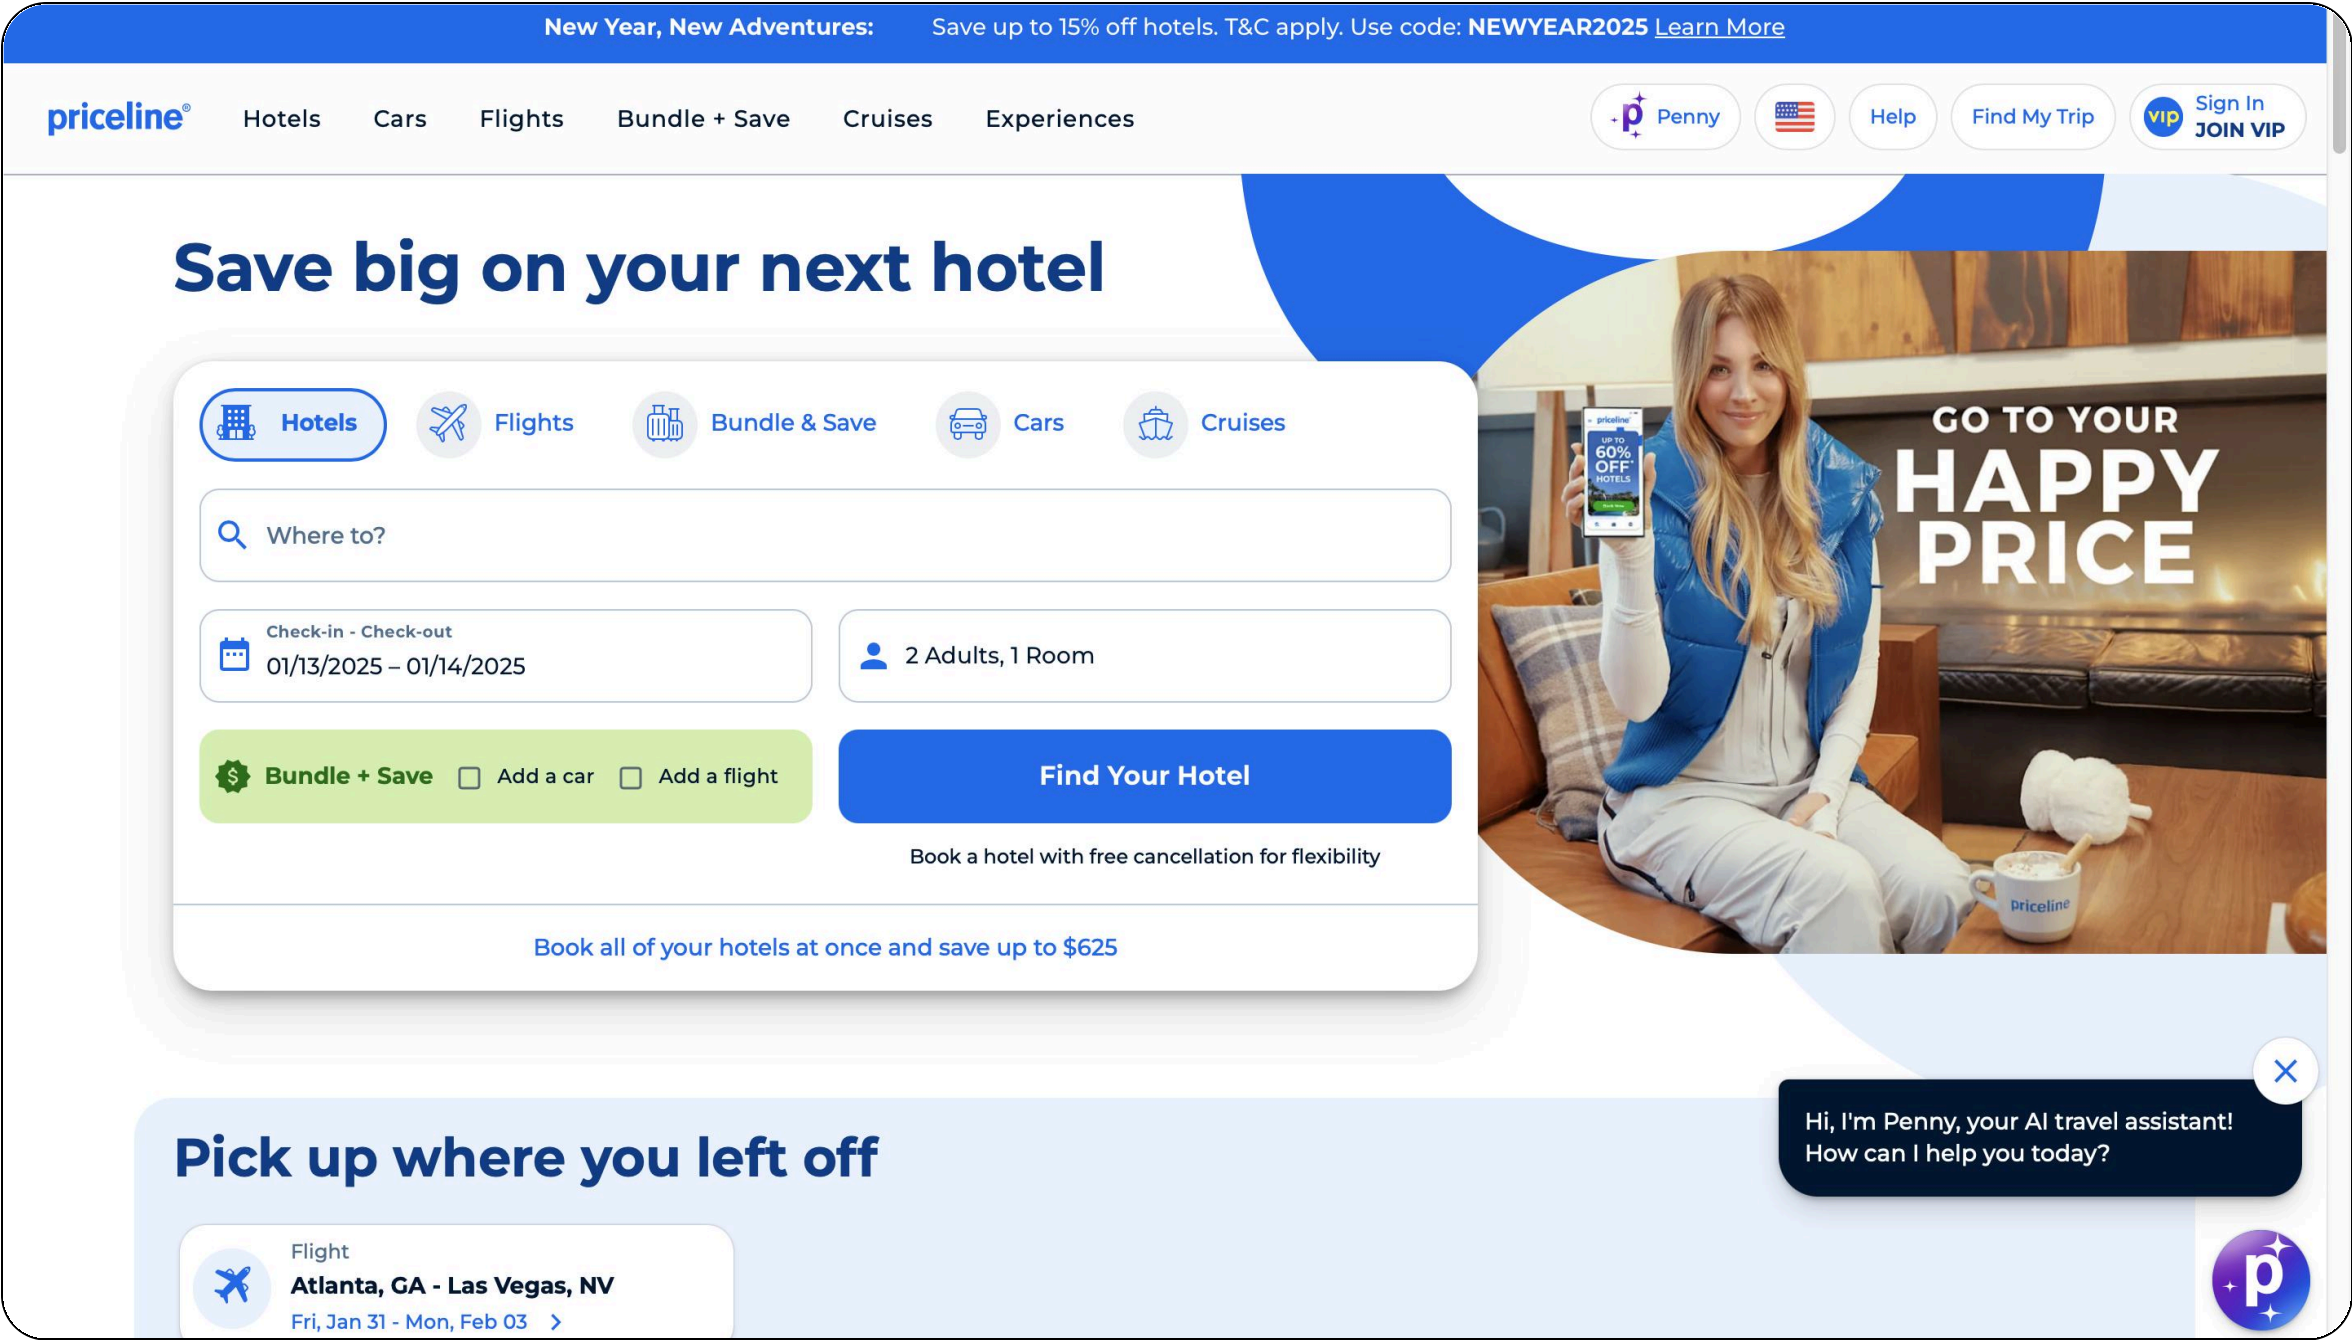 New Year, New Adventures: Save up to 15% off hotels. T&C apply. Use code: NEWYEAR2025 Learn More
priceline® Hotels Cars Flights Bundle + Save Cruises Experiences p Penny Help Find My Trip VIP Sign In
JOIN VIP
Save big on your next hotel
Hotels Flights Bundle & Save Cars Cruises
Where to?
Check-in - Check-out
01/13/2025 – 01/14/2025
2 Adults, 1 Room
$ Bundle + Save Add a car Add a flight
Find Your Hotel
Book a hotel with free cancellation for flexibility
Book all of your hotels at once and save up to $625
priceline
UP TO
60%
OFF*
HOTELS
Book Now
GO TO YOUR
HAPPY
PRICE
priceline
Hi, I'm Penny, your AI travel assistant!
How can I help you today?
p
Pick up where you left off
Flight
Atlanta, GA - Las Vegas, NV
Fri, Jan 31 - Mon, Feb 03